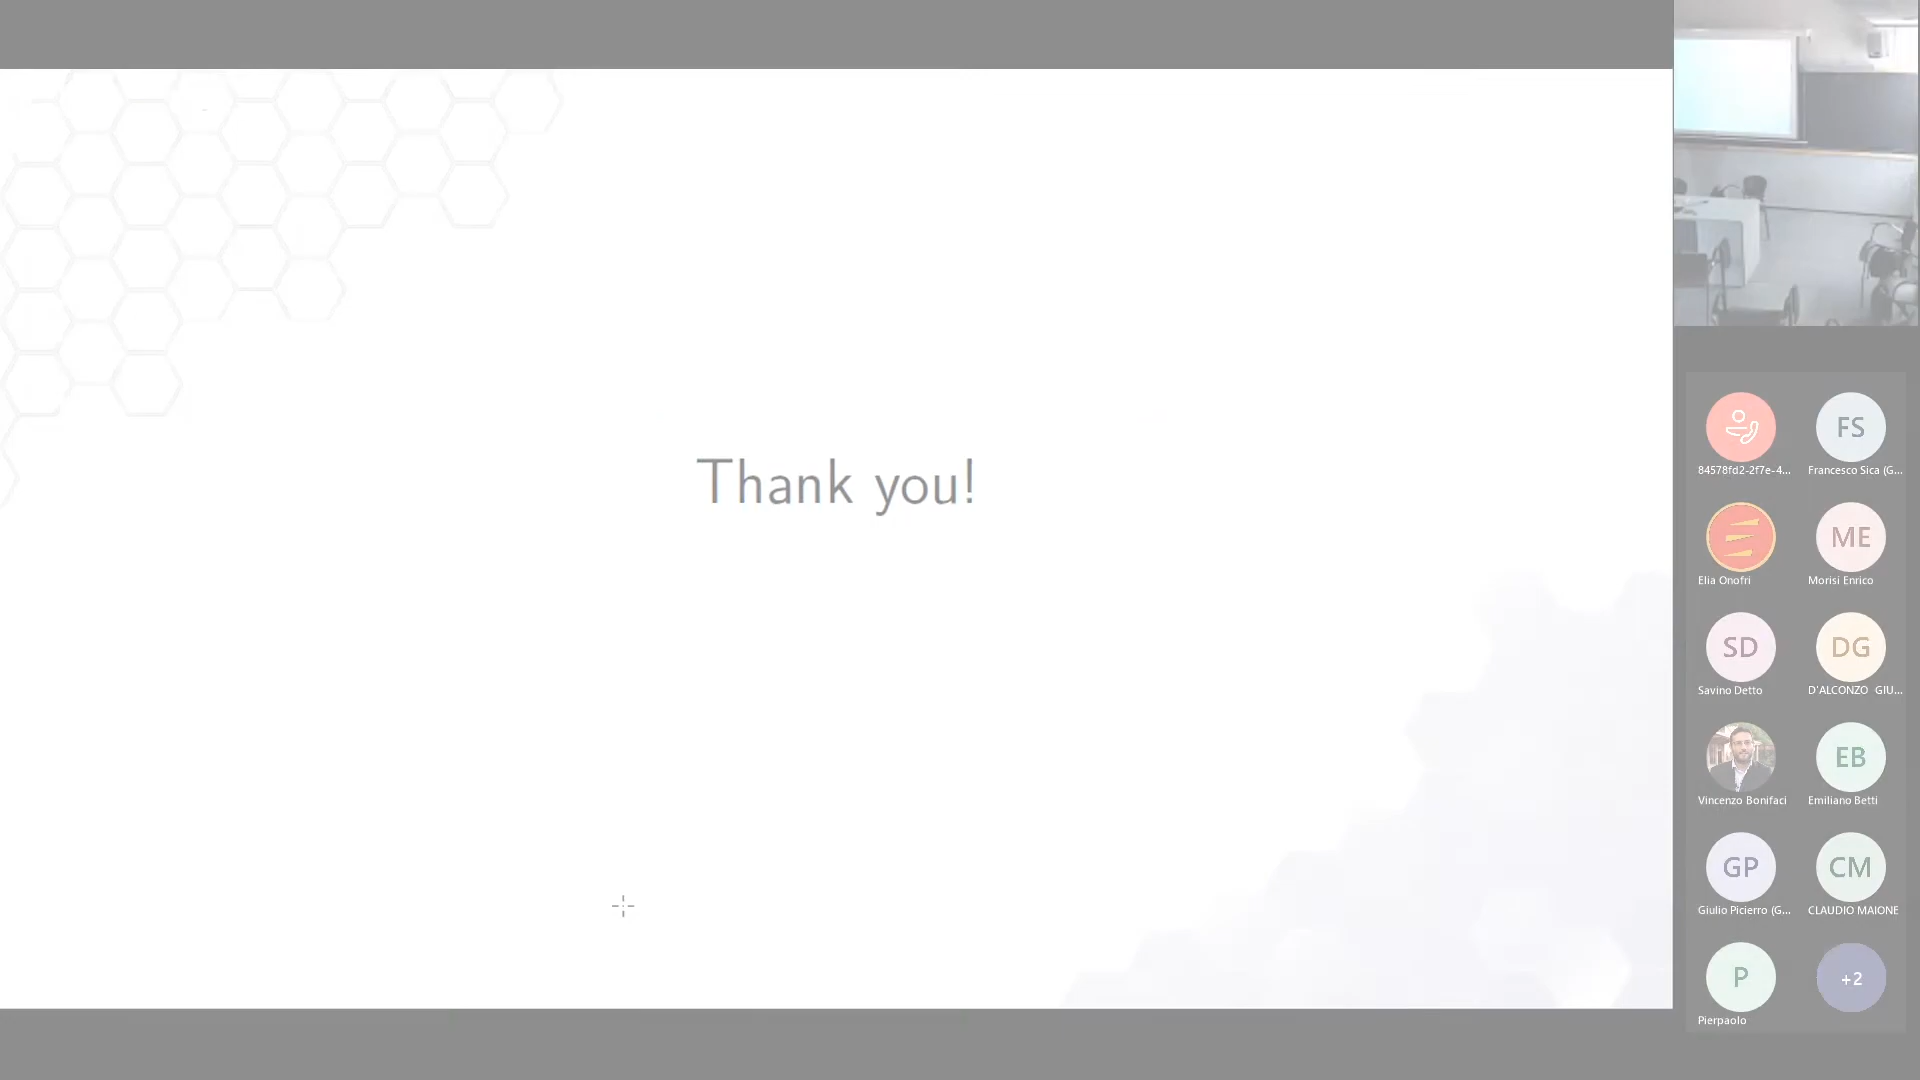 Thank you!
FS
84578fd2-2f7e-4...
Francesco Sica (G...
ME
Elia Onofri
Morisi Enrico
SD
DG
Savino Detto
D'ALCONZO GIU...
EB
Vincenzo Bonifaci
Emiliano Betti
GP
CM
Giulio Picierro (G...
CLAUDIO MAIONE
P
+2
Pierpaolo